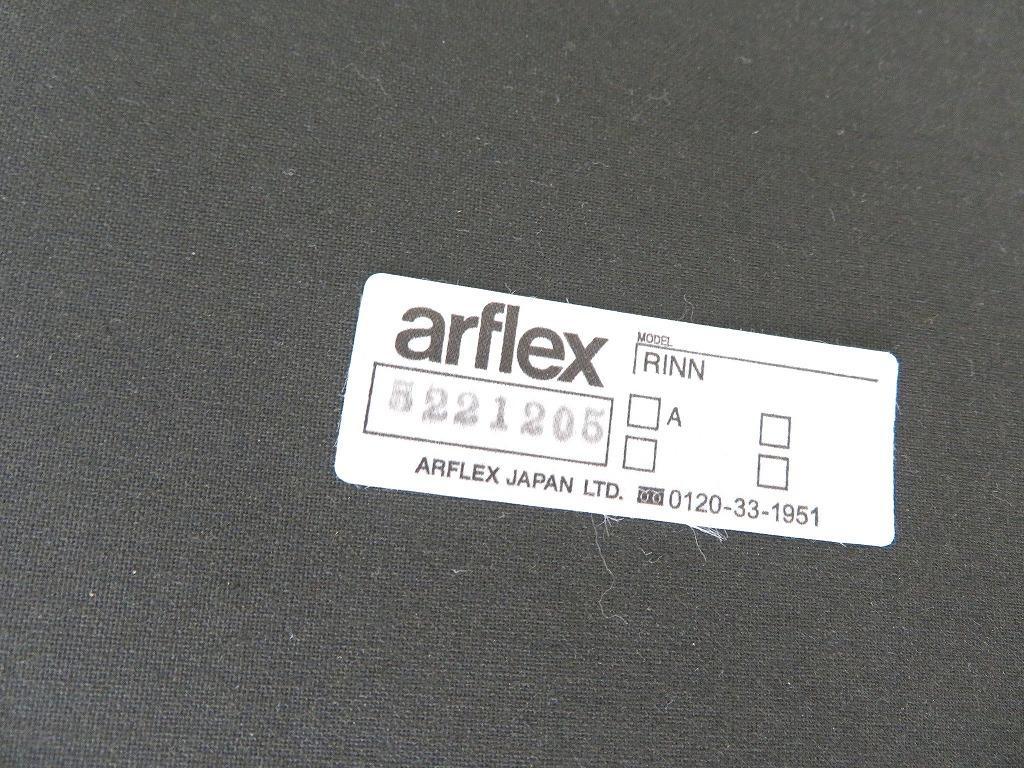 arflex
MODEL
RINN
5221205
A
ARFLEX JAPAN LTD. 0120-33-1951